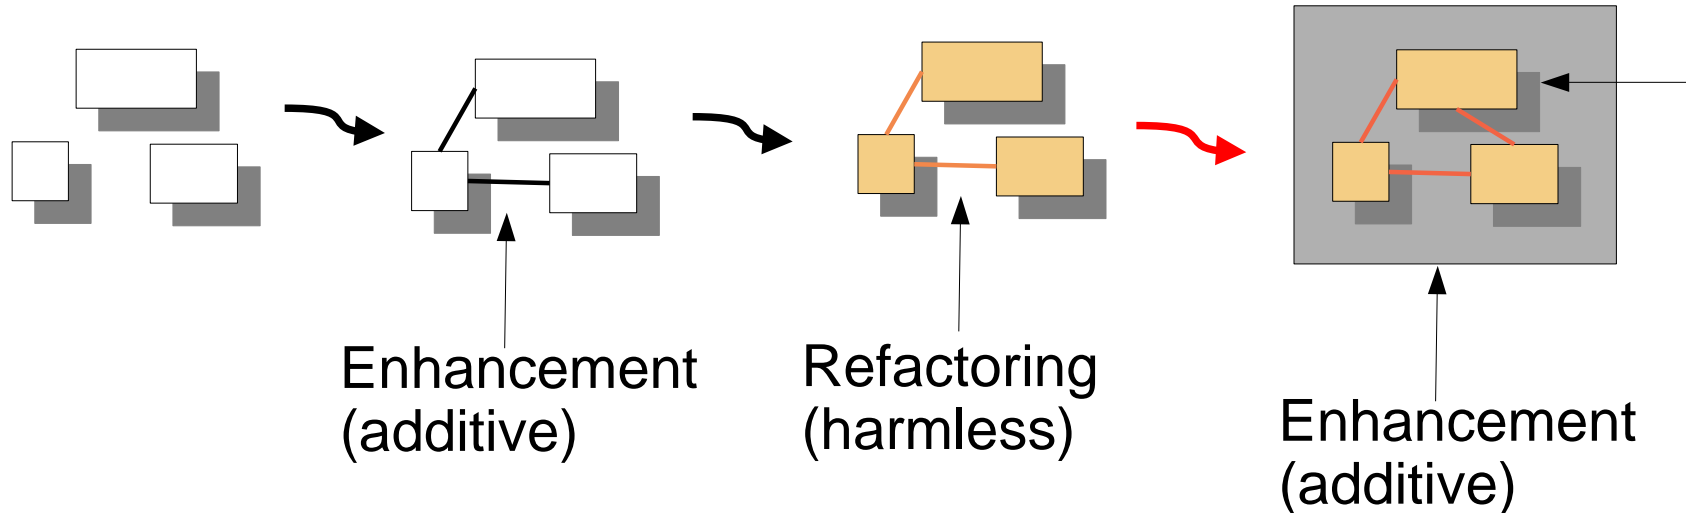 Enhancement
(additive)
Refactoring
(harmless)
Enhancement
(additive)